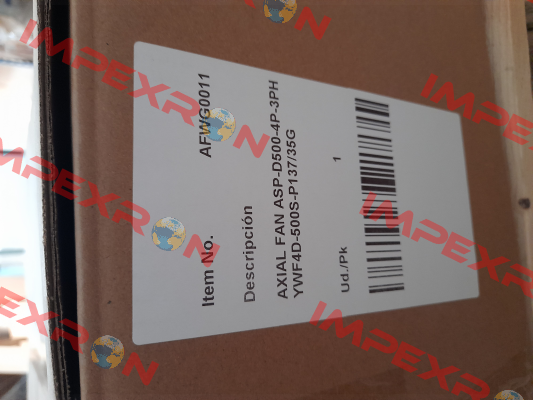 Item No. AFWG0011
Descripción
AXIAL FAN ASP-D500-4P-3PH
YWF4D-500S-P137/35G
Ud./Pk 1
IMPEXRON
IMPEXRON
IMPEXRON
IMPEXRON
IMPEXRON